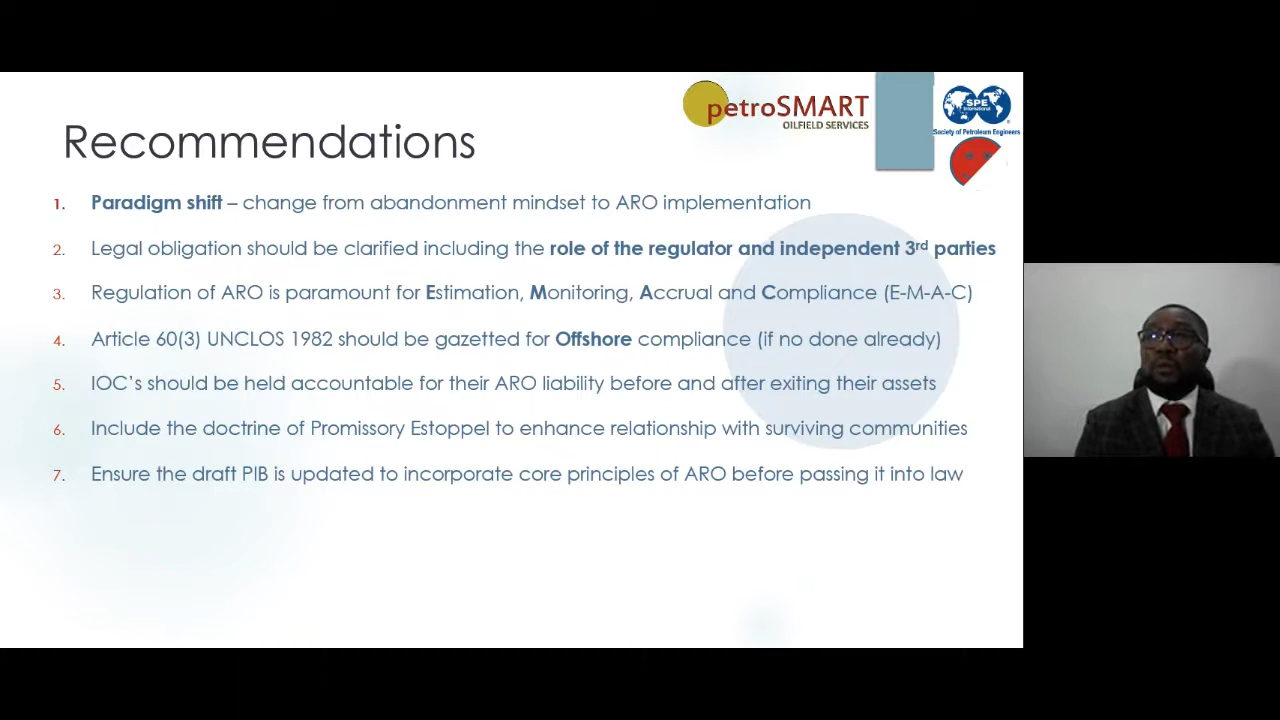 petroSMART
OILFIELD SERVICES
SPE
International
Society of Petroleum Engineers
Recommendations
1. Paradigm shift – change from abandonment mindset to ARO implementation
2. Legal obligation should be clarified including the role of the regulator and independent 3rd parties
3. Regulation of ARO is paramount for Estimation, Monitoring, Accrual and Compliance (E-M-A-C)
4. Article 60(3) UNCLOS 1982 should be gazetted for Offshore compliance (if no done already)
5. IOC's should be held accountable for their ARO liability before and after exiting their assets
6. Include the doctrine of Promissory Estoppel to enhance relationship with surviving communities
7. Ensure the draft PIB is updated to incorporate core principles of ARO before passing it into law